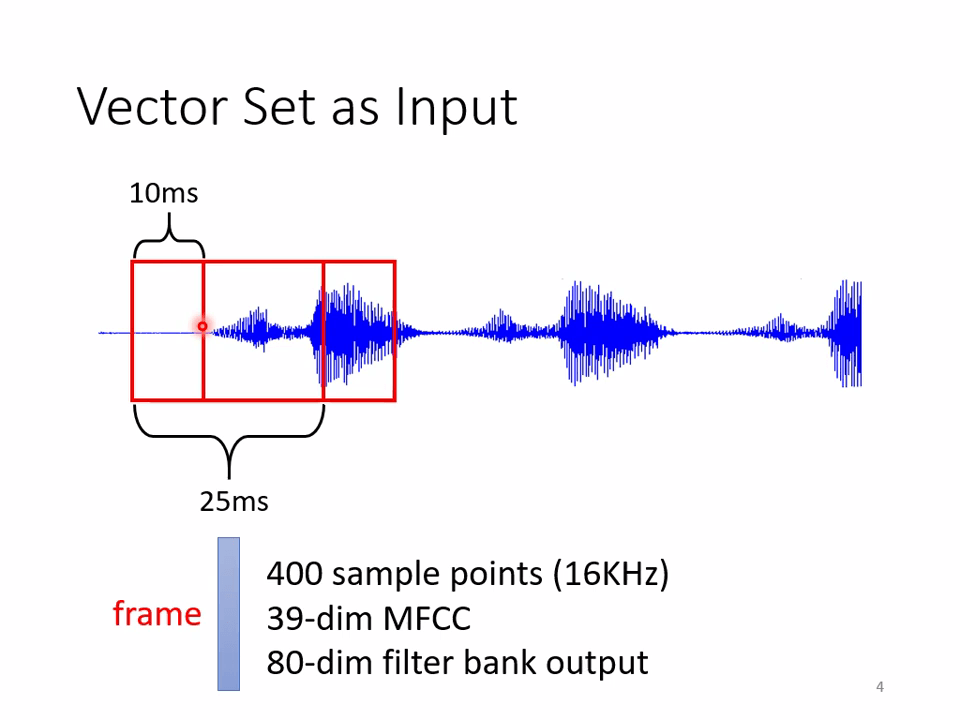 Vector Set as Input
10ms
25ms
frame
400 sample points (16KHz)
39-dim MFCC
80-dim filter bank output
4